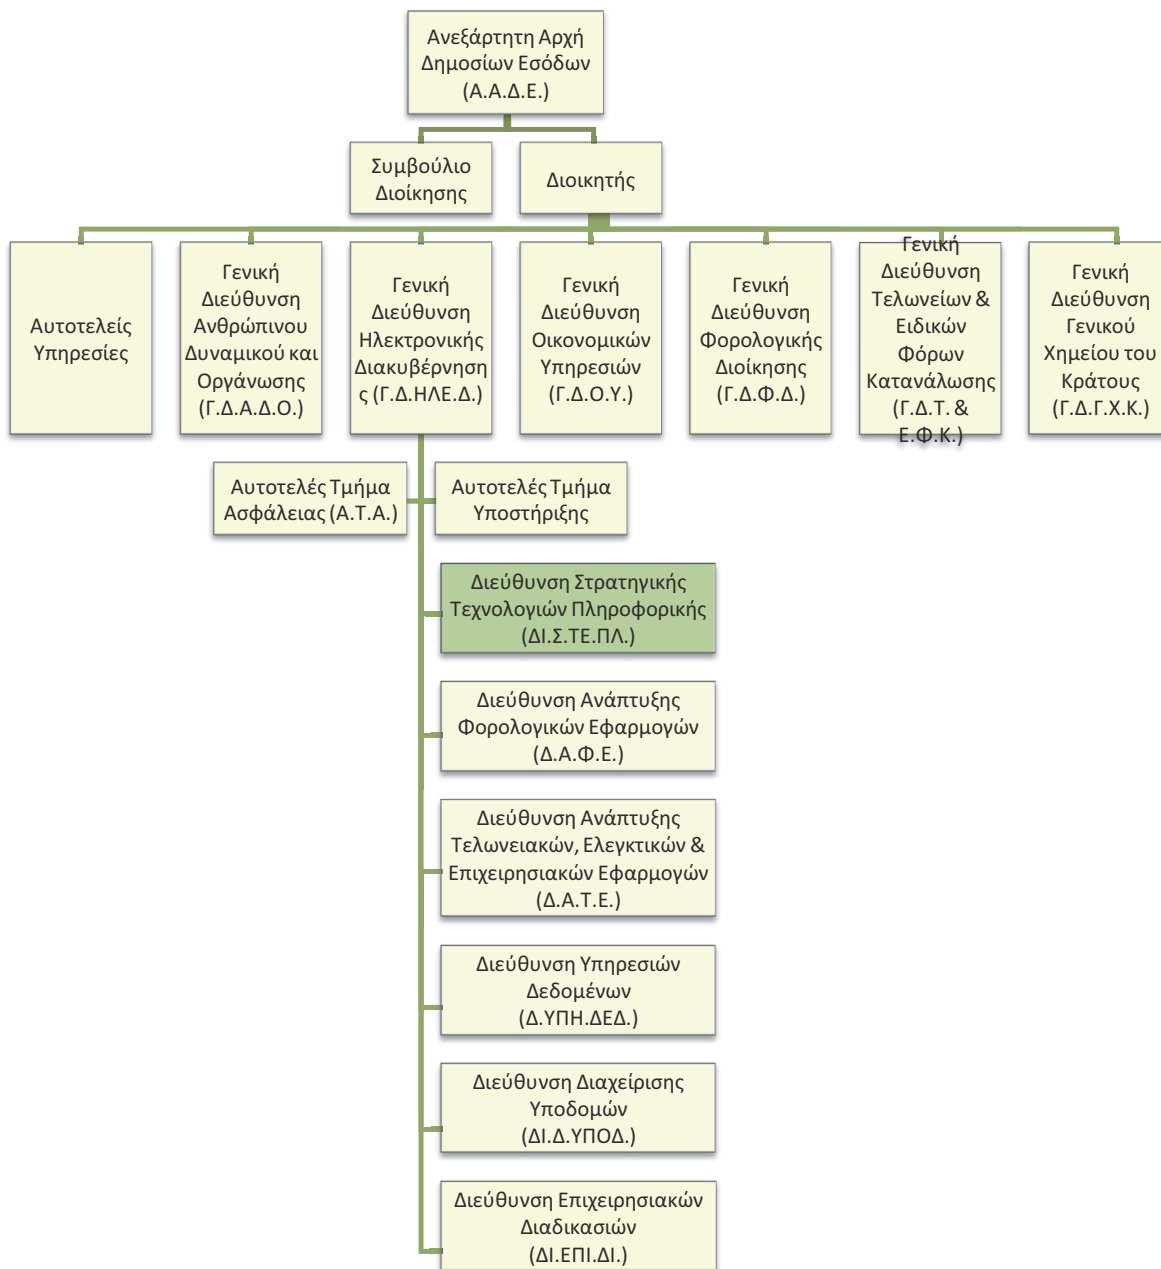 Ανεξάρτητη Αρχή
Δημοσίων Εσόδων
(Α.Α.Δ.Ε.)
Συμβούλιο
Διοίκησης
Διοικητής
Αυτοτελείς
Υπηρεσίες
Γενική
Διεύθυνση
Ανθρώπινου
Δυναμικού και
Οργάνωσης
(Γ.Δ.Α.Δ.Ο.)
Γενική
Διεύθυνση
Ηλεκτρονικής
Διακυβέρνηση
ς (Γ.Δ.ΗΛΕ.Δ.)
Γενική
Διεύθυνση
Οικονομικών
Υπηρεσιών
(Γ.Δ.Ο.Υ.)
Γενική
Διεύθυνση
Φορολογικής
Διοίκησης
(Γ.Δ.Φ.Δ.)
Γενική
Διεύθυνση
Τελωνείων &
Ειδικών
Φόρων
Κατανάλωσης
(Γ.Δ.Τ. &
Ε.Φ.Κ.)
Γενική
Διεύθυνση
Γενικού
Χημείου του
Κράτους
(Γ.Δ.Γ.Χ.Κ.)
Αυτοτελές Τμήμα
Ασφάλειας (Α.Τ.Α.)
Αυτοτελές Τμήμα
Υποστήριξης
Διεύθυνση Στρατηγικής
Τεχνολογιών Πληροφορικής
(ΔΙ.Σ.ΤΕ.ΠΛ.)
Διεύθυνση Ανάπτυξης
Φορολογικών Εφαρμογών
(Δ.Α.Φ.Ε.)
Διεύθυνση Ανάπτυξης
Τελωνειακών, Ελεγκτικών &
Επιχειρησιακών Εφαρμογών
(Δ.Α.Τ.Ε.)
Διεύθυνση Υπηρεσιών
Δεδομένων
(Δ.ΥΠΗ.ΔΕΔ.)
Διεύθυνση Διαχείρισης
Υποδομών
(ΔΙ.Δ.ΥΠΟΔ.)
Διεύθυνση Επιχειρησιακών
Διαδικασιών
(ΔΙ.ΕΠΙ.ΔΙ.)